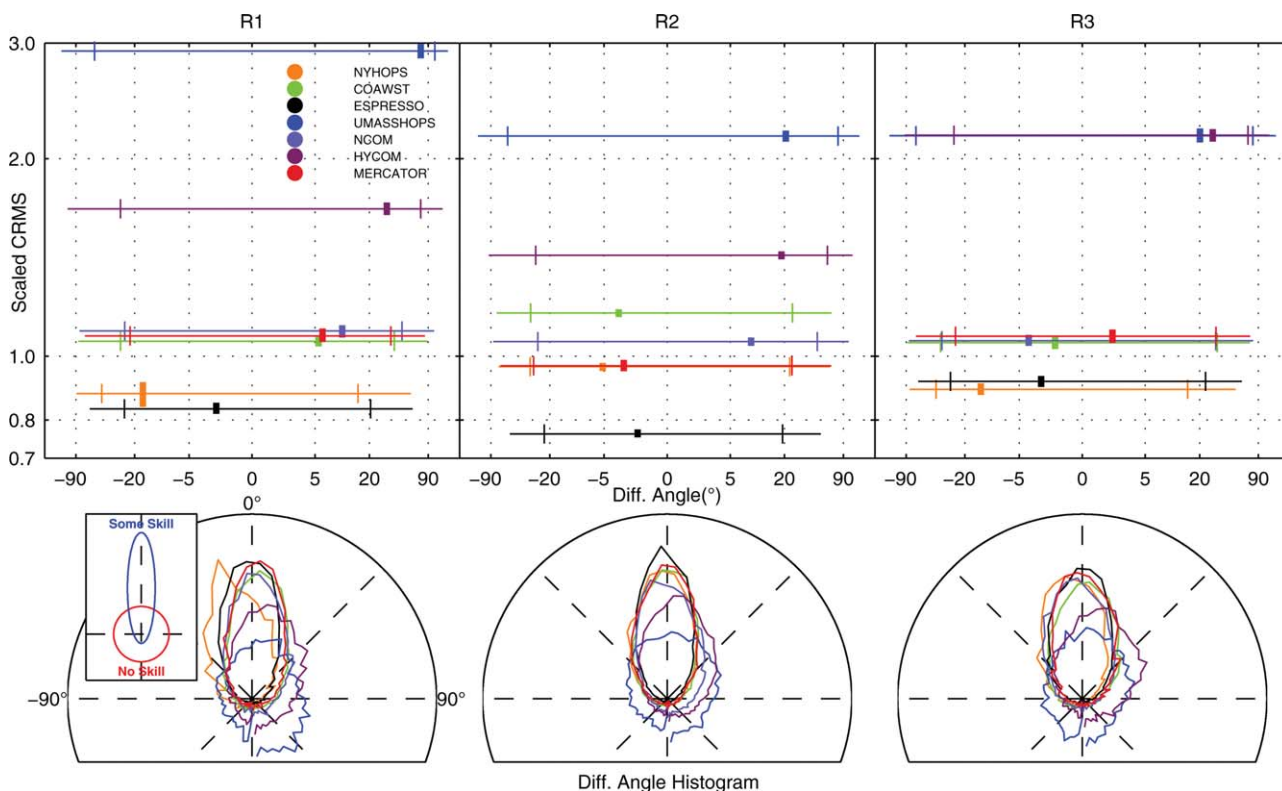 R1 R2 R3
3.0
2.0
1.0
0.8
0.7
Scaled CRMS
NYHOPS
COAWST
ESPRESSO
UMASSHOPS
NCOM
HYCOM
MERCATOR
−90 −20 −5 0 5 20 90 −90 −20 −5 0 5 20 90 −90 −20 −5 0 5 20 90
Diff. Angle(°)
0°
Some Skill
No Skill
−90° 90°
Diff. Angle Histogram